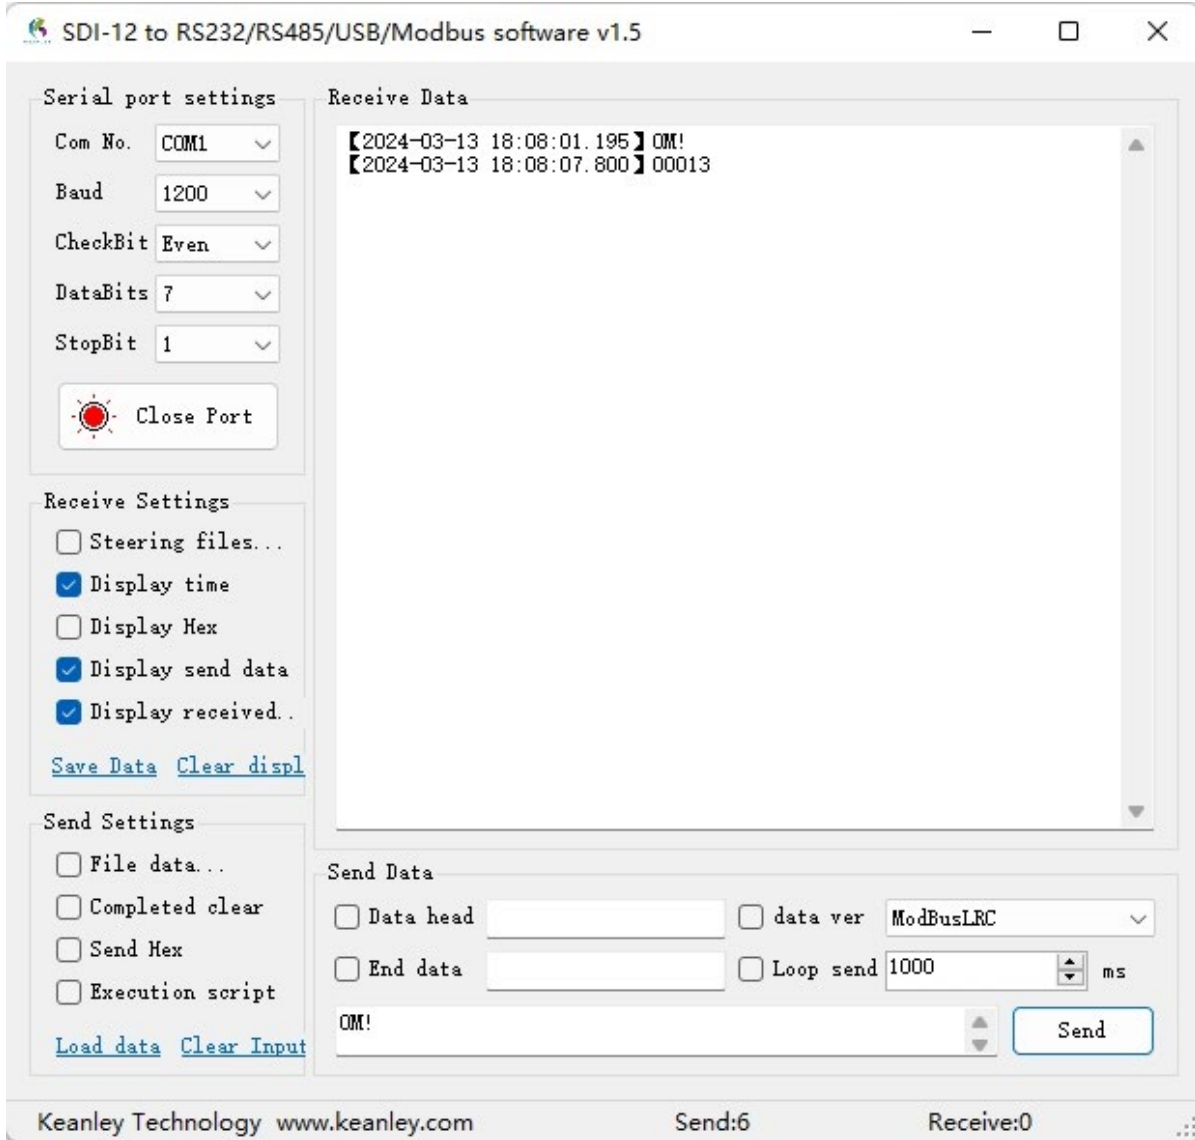 SDI-12 to RS232/RS485/USB/Modbus software v1.5
Serial port settings
Com No. COM1
Baud 1200
CheckBit Even
DataBits 7
StopBit 1
Close Port
Receive Settings
Steering files...
Display time
Display Hex
Display send data
Display received..
Save Data Clear displ
Send Settings
File data...
Completed clear
Send Hex
Execution script
Load data Clear Input
Receive Data
【2024-03-13 18:08:01.195】0M!
【2024-03-13 18:08:07.800】00013
Send Data
Data head data ver ModBusLRC
End data Loop send 1000 ms
0M! Send
Keanley Technology www.keanley.com Send:6 Receive:0